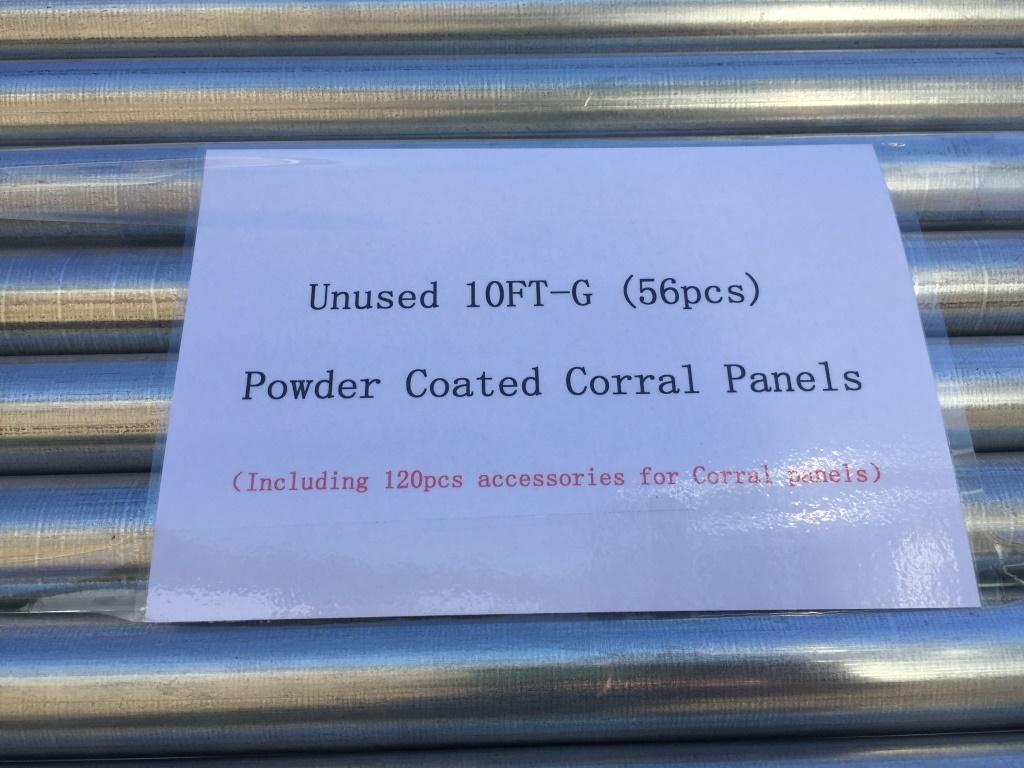 Unused 10FT-G (56pcs)
Powder Coated Corral Panels
(Including 120pcs accessories for Corral panels)